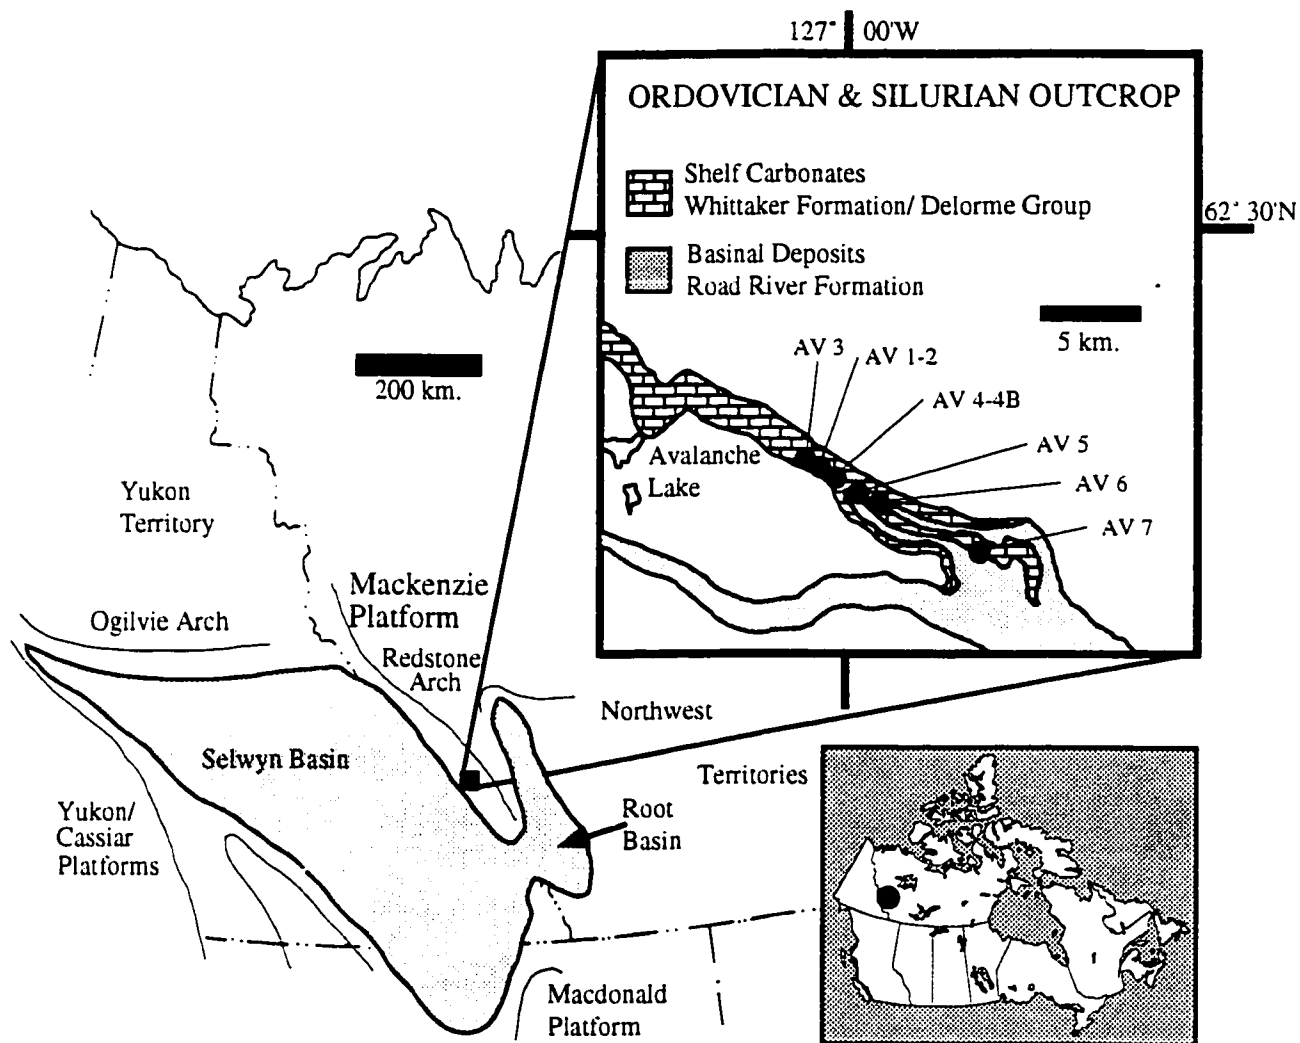 127° 00'W
ORDOVICIAN & SILURIAN OUTCROP
Shelf Carbonates
Whittaker Formation/ Delorme Group
62° 30'N
Basinal Deposits
Road River Formation
5 km.
200 km.
AV 3
AV 1-2
AV 4-4B
AV 5
AV 6
AV 7
Avalanche
Lake
Yukon
Territory
Mackenzie
Platform
Ogilvie Arch
Redstone
Arch
Northwest
Territories
Selwyn Basin
Root
Basin
Yukon/
Cassiar
Platforms
Macdonald
Platform